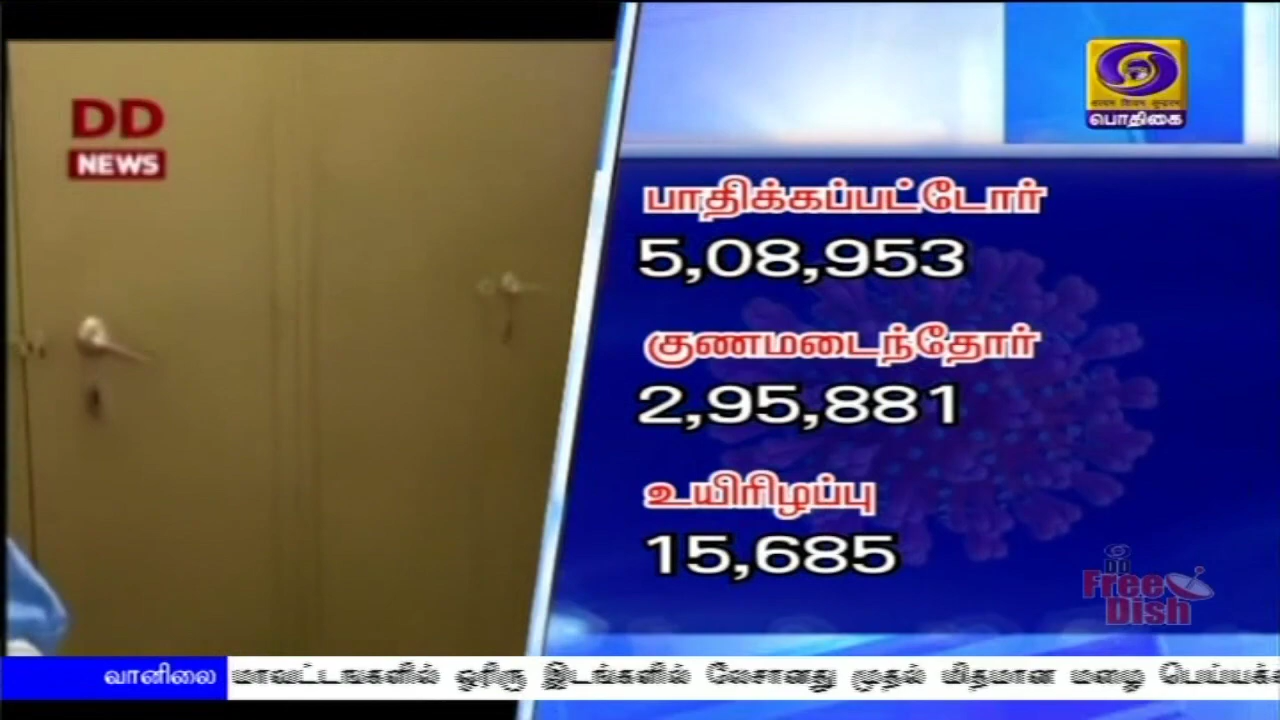 DD
NEWS
பொதிகை
பாதிக்கப்பட்டோர்
5,08,953
குணமடைந்தோர்
2,95,881
உயிரிழப்பு
15,685
DD
Free
Dish
வானிலை மாவட்டங்களில் ஓரிரு இடங்களில் லேசானது முதல் மிதமான மழை